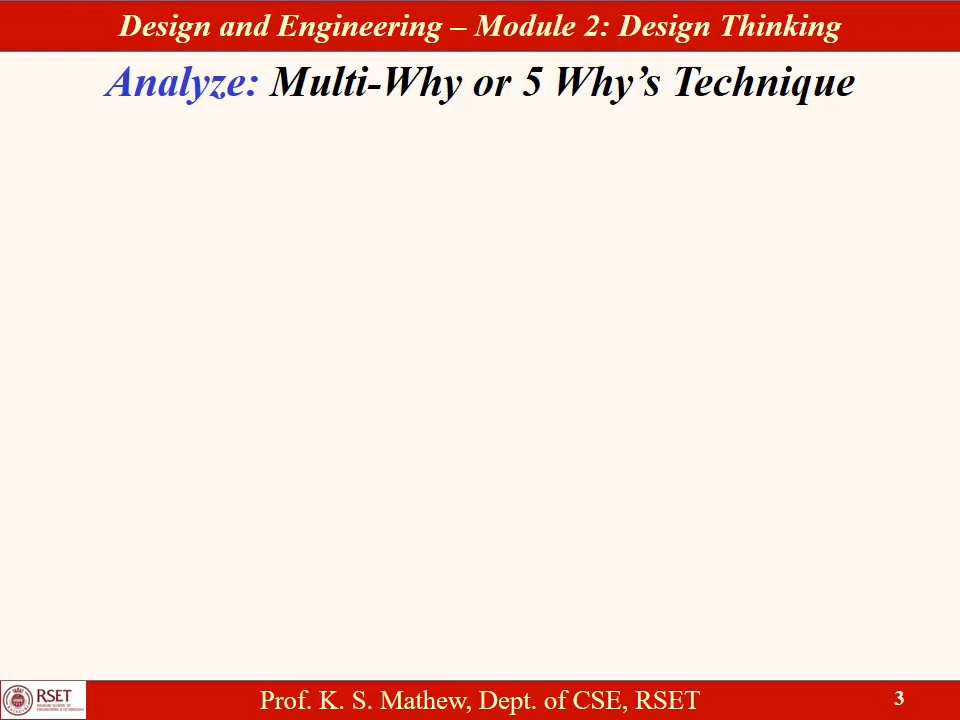 Design and Engineering – Module 2: Design Thinking
Analyze: Multi-Why or 5 Why’s Technique
RSET
Prof. K. S. Mathew, Dept. of CSE, RSET
3